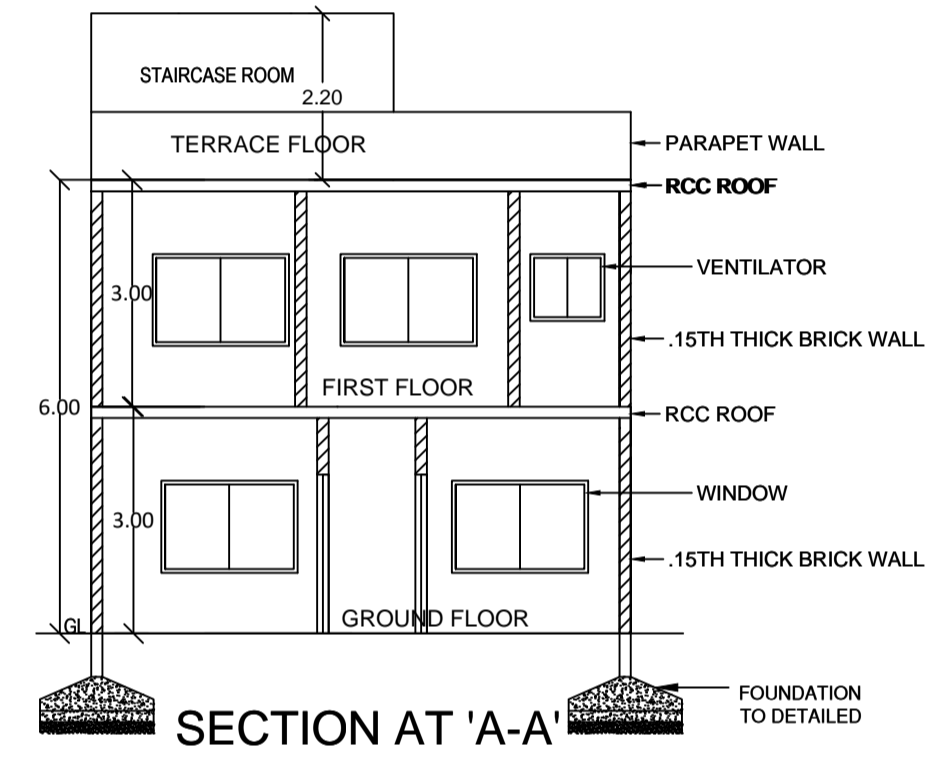 STAIRCASE ROOM
2.20
TERRACE FLOOR
PARAPET WALL
RCC ROOF
VENTILATOR
3.00
.15TH THICK BRICK WALL
FIRST FLOOR
6.00
RCC ROOF
WINDOW
3.00
.15TH THICK BRICK WALL
GROUND FLOOR
GL
FOUNDATION
TO DETAILED
SECTION AT 'A-A'